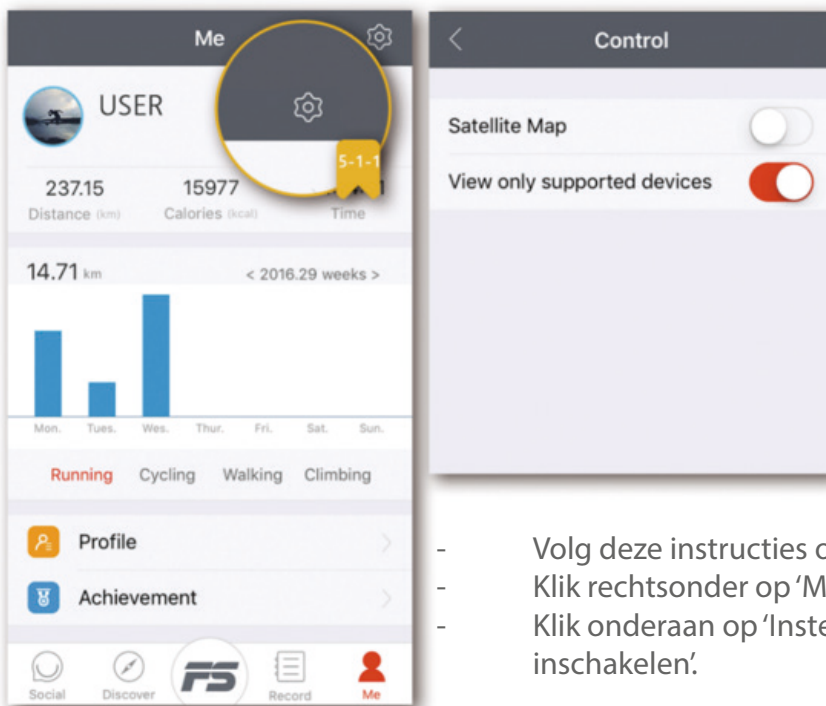 Me
USER
5-1-1
237.15
15977
Distance (km)
Calories (kcal)
Time
14.71 km
< 2016.29 weeks >
Mon. Tues. Wes. Thur. Fri. Sat. Sun.
Running Cycling Walking Climbing
Profile
Achievement
Social Discover FS Record Me
Control
Satellite Map
View only supported devices
- Volg deze instructies
- Klik rechtsonder op
- Klik onderaan op
inschakelen’.